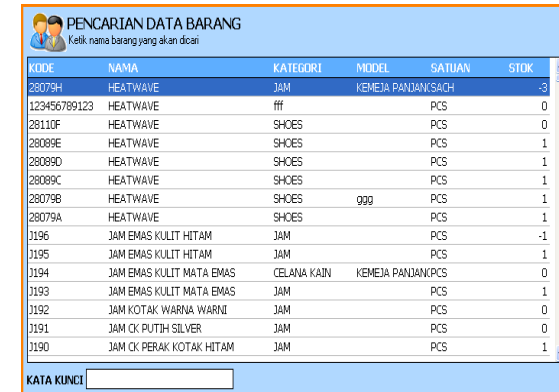 PENCARIAN DATA BARANG
Ketik nama barang yang akan dicari
KODE NAMA KATEGORI MODEL SATUAN STOK
28079H HEATWAVE JAM KEMEJA PANJANG SACH -3
123456789123 HEATWAVE fff PCS 0
28110F HEATWAVE SHOES PCS 0
28089E HEATWAVE SHOES PCS 1
28089D HEATWAVE SHOES PCS 1
28089C HEATWAVE SHOES PCS 1
28079B HEATWAVE SHOES ggg PCS 1
28079A HEATWAVE SHOES PCS 1
J196 JAM EMAS KULIT HITAM JAM PCS -1
J195 JAM EMAS KULIT HITAM JAM PCS 1
J194 JAM EMAS KULIT MATA EMAS CELANA KAIN KEMEJA PANJANG PCS 0
J193 JAM EMAS KULIT MATA EMAS JAM PCS 1
J192 JAM KOTAK WARNA WARNI JAM PCS 0
J191 JAM CK PUTIH SILVER JAM PCS 0
J190 JAM CK PERAK KOTAK HITAM JAM PCS 1
KATA KUNCI